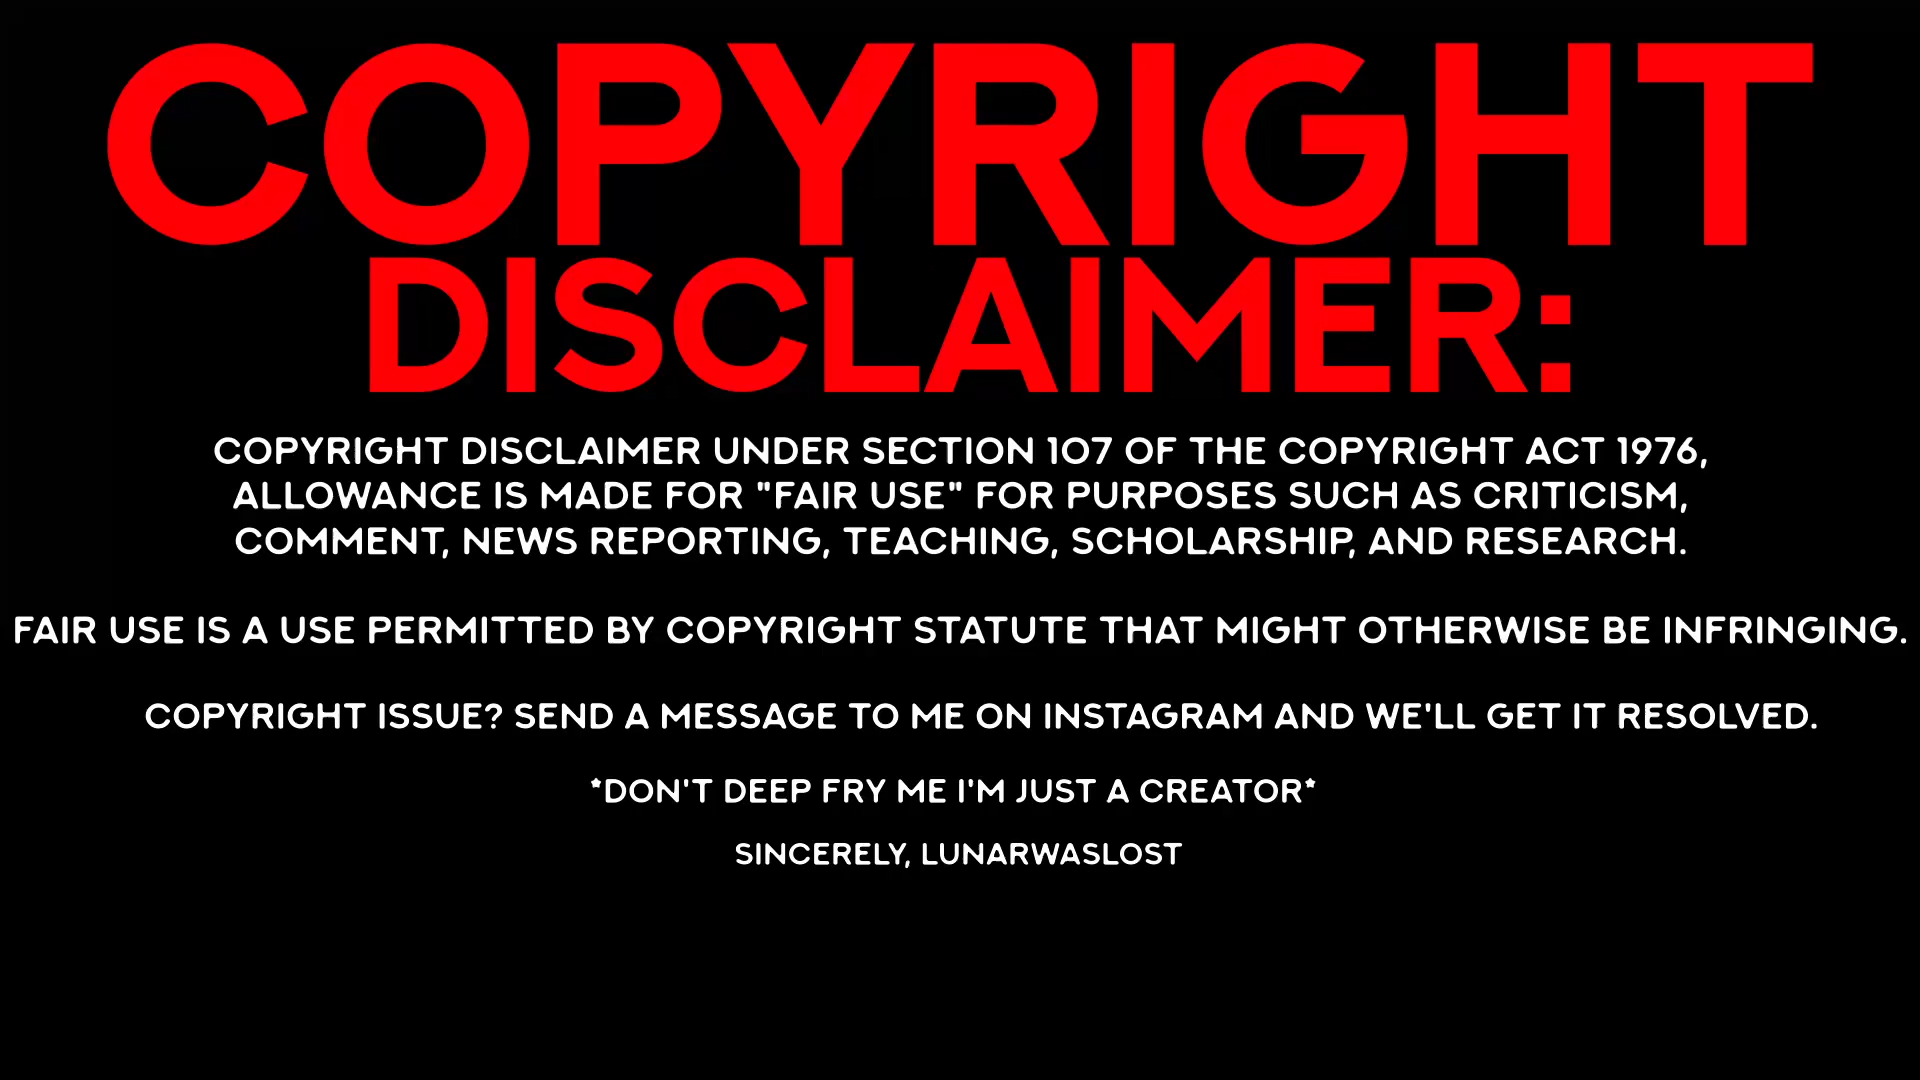 COPYRIGHT
DISCLAIMER:
COPYRIGHT DISCLAIMER UNDER SECTION 107 OF THE COPYRIGHT ACT 1976,
ALLOWANCE IS MADE FOR "FAIR USE" FOR PURPOSES SUCH AS CRITICISM,
COMMENT, NEWS REPORTING, TEACHING, SCHOLARSHIP, AND RESEARCH.
FAIR USE IS A USE PERMITTED BY COPYRIGHT STATUTE THAT MIGHT OTHERWISE BE INFRINGING.
COPYRIGHT ISSUE? SEND A MESSAGE TO ME ON INSTAGRAM AND WE'LL GET IT RESOLVED.
*DON'T DEEP FRY ME I'M JUST A CREATOR*
SINCERELY, LUNARWASLOST